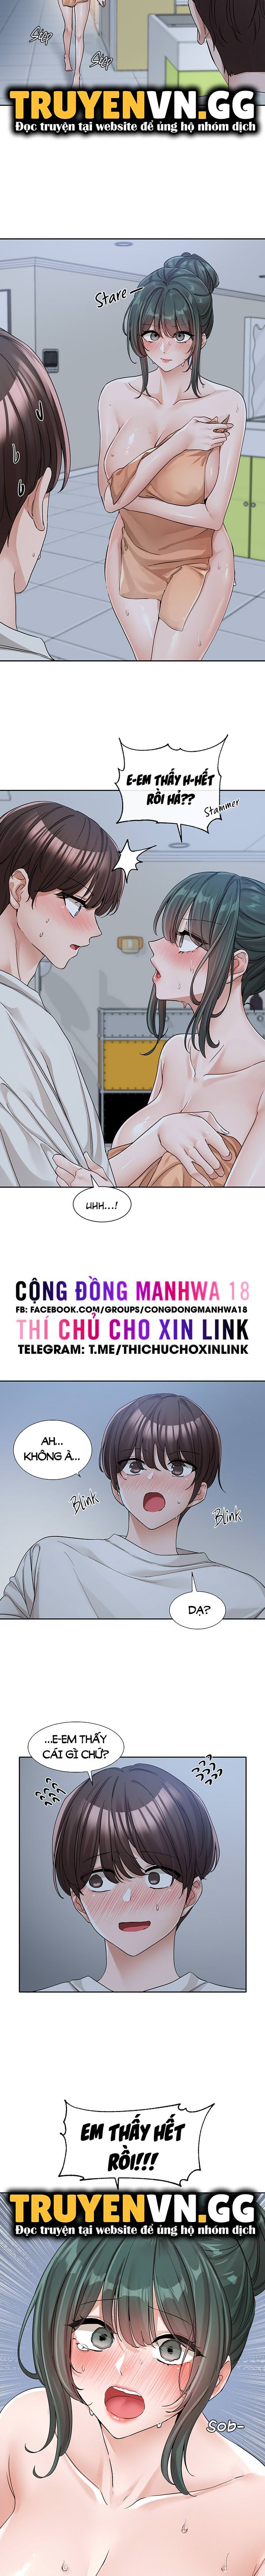 Step
Step
TRUYENVN.GG
Đọc truyện tại website để ủng hộ nhóm dịch
Stare
E-EM THẤY H-HẾT
RỒI HẢ??
Stammer
UHH...!
CỘNG ĐỒNG MANHWA 18
FB: FACEBOOK.COM/GROUPS/CONGDONGMANHWA18
THÍ CHỦ CHO XIN LINK
TELEGRAM: T.ME/THICHUCHOXINLINK
AH...
KHÔNG Ạ...
Blink
Blink
DẠ?
...E-EM THẤY
CÁI GÌ CHỨ?
EM THẤY HẾT
RỒI!!!
TRUYENVN.GG
Đọc truyện tại website để ủng hộ nhóm dịch
Sob-